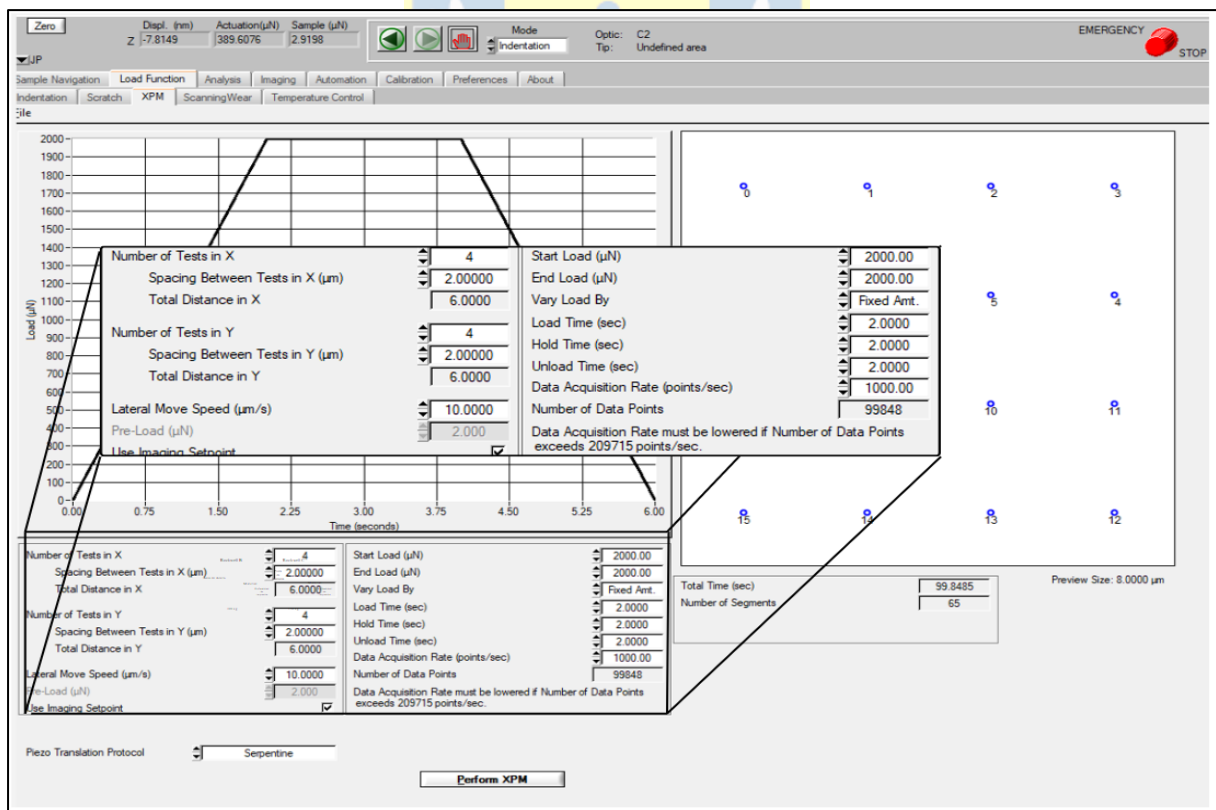 Zero
Displ. (nm) Actuation(µN) Sample (µN)
Z -7.8149 389.6076 2.9198
JP
Mode
Indentation
Optic: C2
Tip: Undefined area
EMERGENCY
STOP
Sample Navigation Load Function Analysis Imaging Automation Calibration Preferences About
Indentation Scratch XPM ScanningWear Temperature Control
File
2000
1900
1800
1700
1600
1500
1400
1300
1200
1100
1000
900
800
700
600
500
400
300
200
100
0
Load (µN)
0.00 0.75 1.50 2.25 3.00 3.75 4.50 5.25 6.00
Time (seconds)
Number of Tests in X 4
Spacing Between Tests in X (µm) 2.00000
Total Distance in X 6.0000
Number of Tests in Y 4
Spacing Between Tests in Y (µm) 2.00000
Total Distance in Y 6.0000
Lateral Move Speed (µm/s) 10.0000
Pre-Load (µN) 2.000
Use Imaging Setpoint
Start Load (µN) 2000.00
End Load (µN) 2000.00
Vary Load By Fixed Amt.
Load Time (sec) 2.0000
Hold Time (sec) 2.0000
Unload Time (sec) 2.0000
Data Acquisition Rate (points/sec) 1000.00
Number of Data Points 99848
Data Acquisition Rate must be lowered if Number of Data Points
exceeds 209715 points/sec.
0 1 2 3
5 4
10 11
15 14 13 12
Number of Tests in X 4
Spacing Between Tests in X (µm) 2.00000
Total Distance in X 6.0000
Number of Tests in Y 4
Spacing Between Tests in Y (µm) 2.00000
Total Distance in Y 6.0000
Lateral Move Speed (µm/s) 10.0000
Pre-Load (µN) 2.000
Use Imaging Setpoint
Start Load (µN) 2000.00
End Load (µN) 2000.00
Vary Load By Fixed Amt.
Load Time (sec) 2.0000
Hold Time (sec) 2.0000
Unload Time (sec) 2.0000
Data Acquisition Rate (points/sec) 1000.00
Number of Data Points 99848
Data Acquisition Rate must be lowered if Number of Data Points
exceeds 209715 points/sec.
Total Time (sec) 99.8485
Number of Segments 65
Preview Size: 8.0000 µm
Piezo Translation Protocol Serpentine
Perform XPM